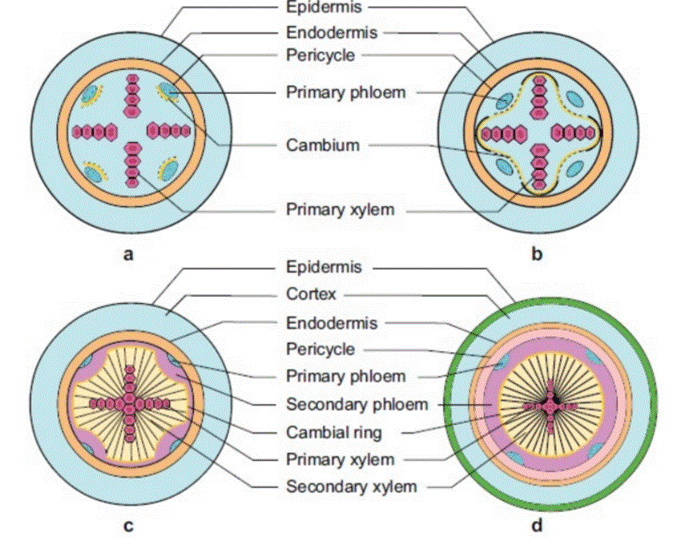 Epidermis
Endodermis
Pericycle
Primary phloem
Cambium
Primary xylem
a
b
Epidermis
Cortex
Endodermis
Pericycle
Primary phloem
Secondary phloem
Cambial ring
Primary xylem
Secondary xylem
c
d